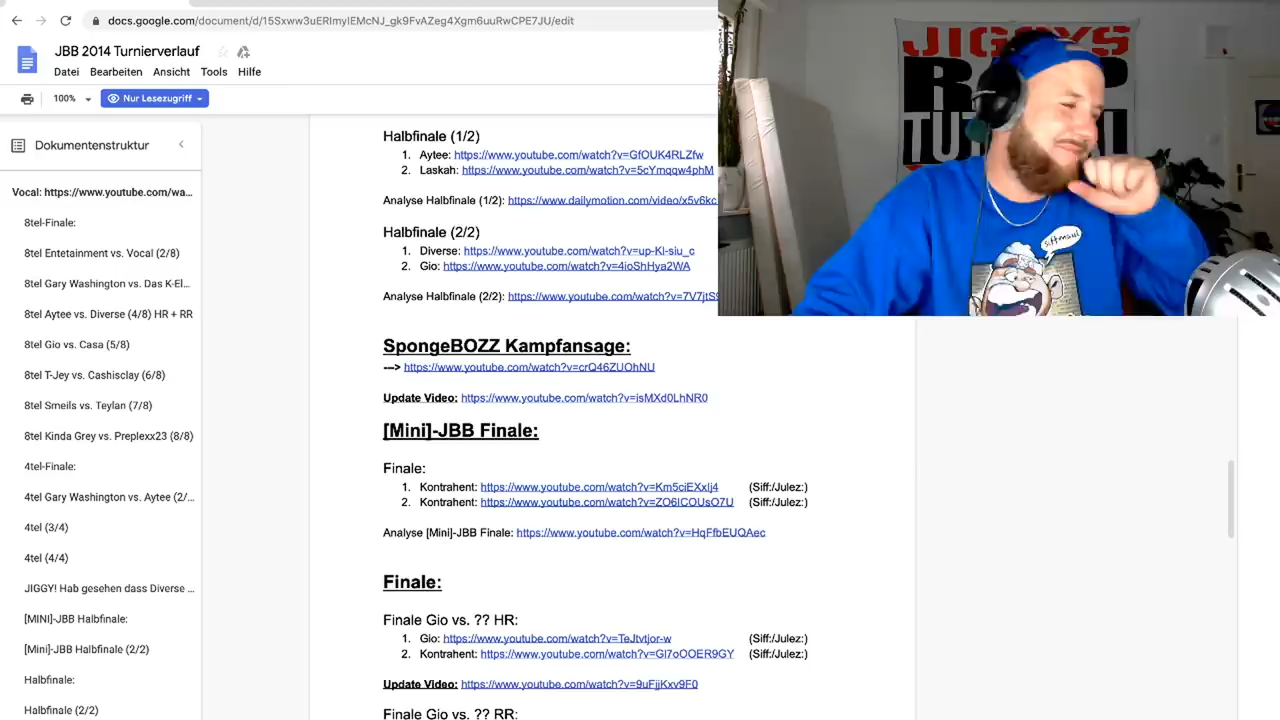 docs.google.com/document/d/15Sxww3uERImyIEMcNJ_gk9FvAZeg4Xgm6uuRwCPE7JU/edit
JBB 2014 Turnierverlauf
Datei Bearbeiten Ansicht Tools Hilfe
100% Nur Lesezugriff
Dokumentenstruktur
Vocal: https://www.youtube.com/wa...
8tel-Finale:
8tel Entetainment vs. Vocal (2/8)
8tel Gary Washington vs. Das K-El...
8tel Aytee vs. Diverse (4/8) HR + RR
8tel Gio vs. Casa (5/8)
8tel T-Jey vs. Cashisclay (6/8)
8tel Smeils vs. Teylan (7/8)
8tel Kinda Grey vs. Preplexx23 (8/8)
4tel-Finale:
4tel Gary Washington vs. Aytee (2/...
4tel (3/4)
4tel (4/4)
JIGGY! Hab gesehen dass Diverse ...
[MINI]-JBB Halbfinale:
[Mini]-JBB Halbfinale (2/2)
Halbfinale:
Halbfinale (2/2)
Halbfinale (1/2)
1. Aytee: https://www.youtube.com/watch?v=GfOUK4RLZfw
2. Laskah: https://www.youtube.com/watch?v=5cYmqqw4phM
Analyse Halbfinale (1/2): https://www.dailymotion.com/video/x5v6kc
Halbfinale (2/2)
1. Diverse: https://www.youtube.com/watch?v=up-Kl-siu_c
2. Gio: https://www.youtube.com/watch?v=4ioShHya2WA
Analyse Halbfinale (2/2): https://www.youtube.com/watch?v=7V7jtS
SpongeBOZZ Kampfansage:
---> https://www.youtube.com/watch?v=crQ46ZUOhNU
Update Video: https://www.youtube.com/watch?v=isMXd0LhNR0
[Mini]-JBB Finale:
Finale:
1. Kontrahent: https://www.youtube.com/watch?v=Km5ciEXxIj4 (Siff:/Julez:)
2. Kontrahent: https://www.youtube.com/watch?v=ZO6ICOUsO7U (Siff:/Julez:)
Analyse [Mini]-JBB Finale: https://www.youtube.com/watch?v=HqFfbEUQAec
Finale:
Finale Gio vs. ?? HR:
1. Gio: https://www.youtube.com/watch?v=TeJtvtjor-w (Siff:/Julez:)
2. Kontrahent: https://www.youtube.com/watch?v=Gl7oOOER9GY (Siff:/Julez:)
Update Video: https://www.youtube.com/watch?v=9uFjjKxv9F0
Finale Gio vs. ?? RR:
siffmaul